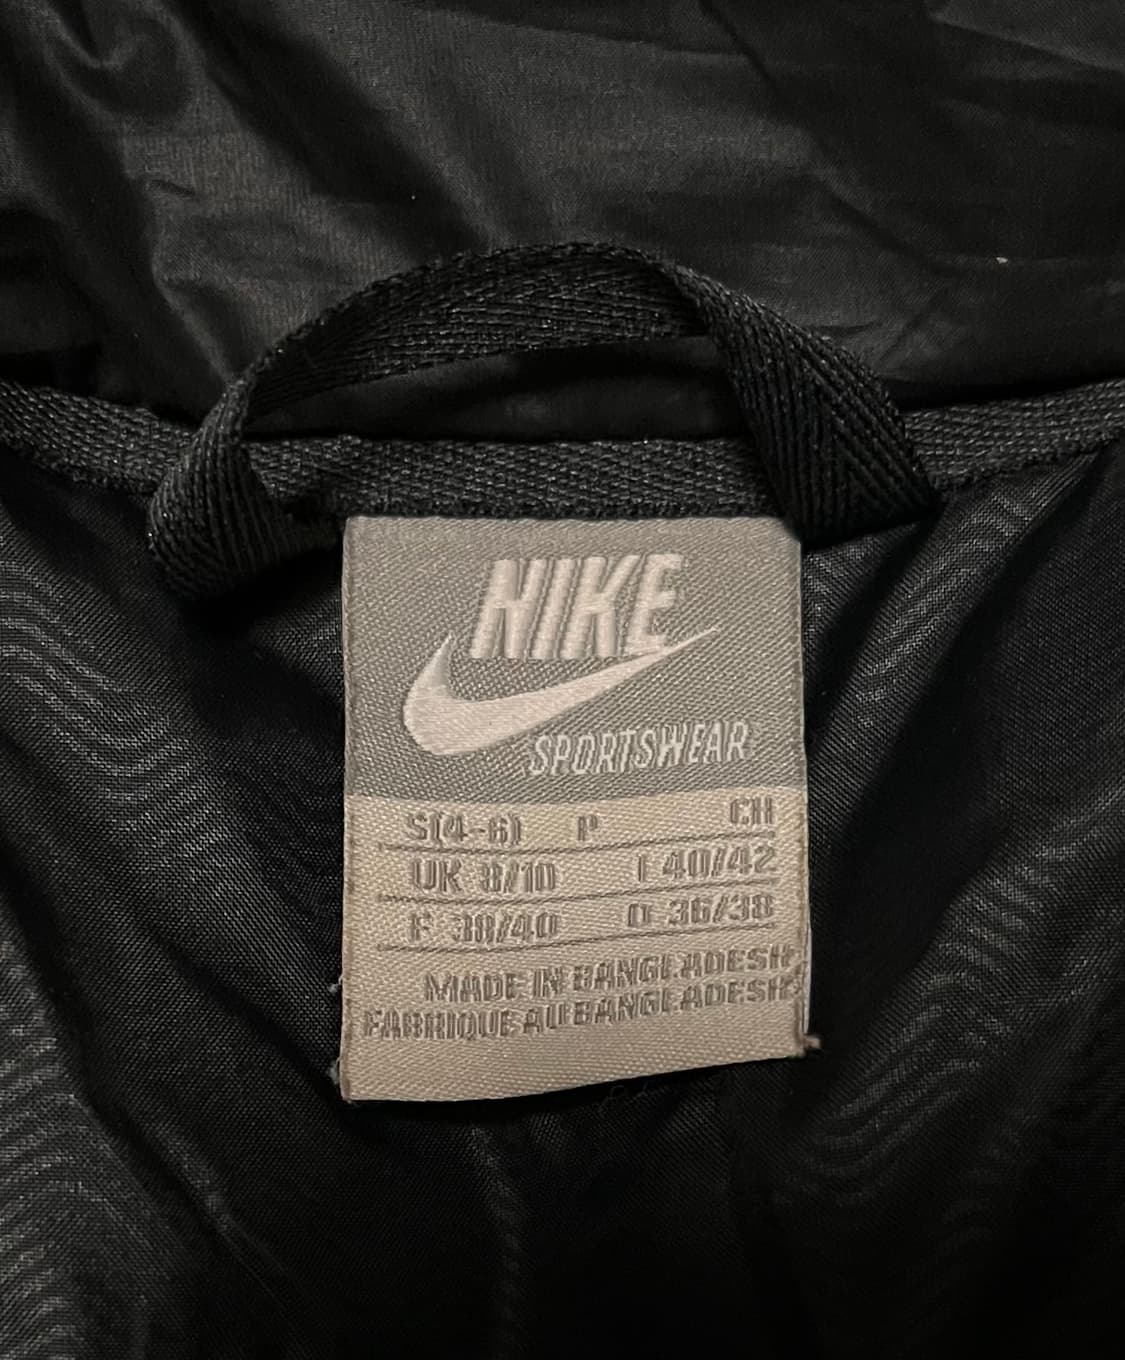 NIKE
SPORTSWEAR
S(4-6) P CH
UK 8/10 I 40/42
F 38/40 D 36/38
MADE IN BANGLADESH
FABRIQUE AU BANGLADESH